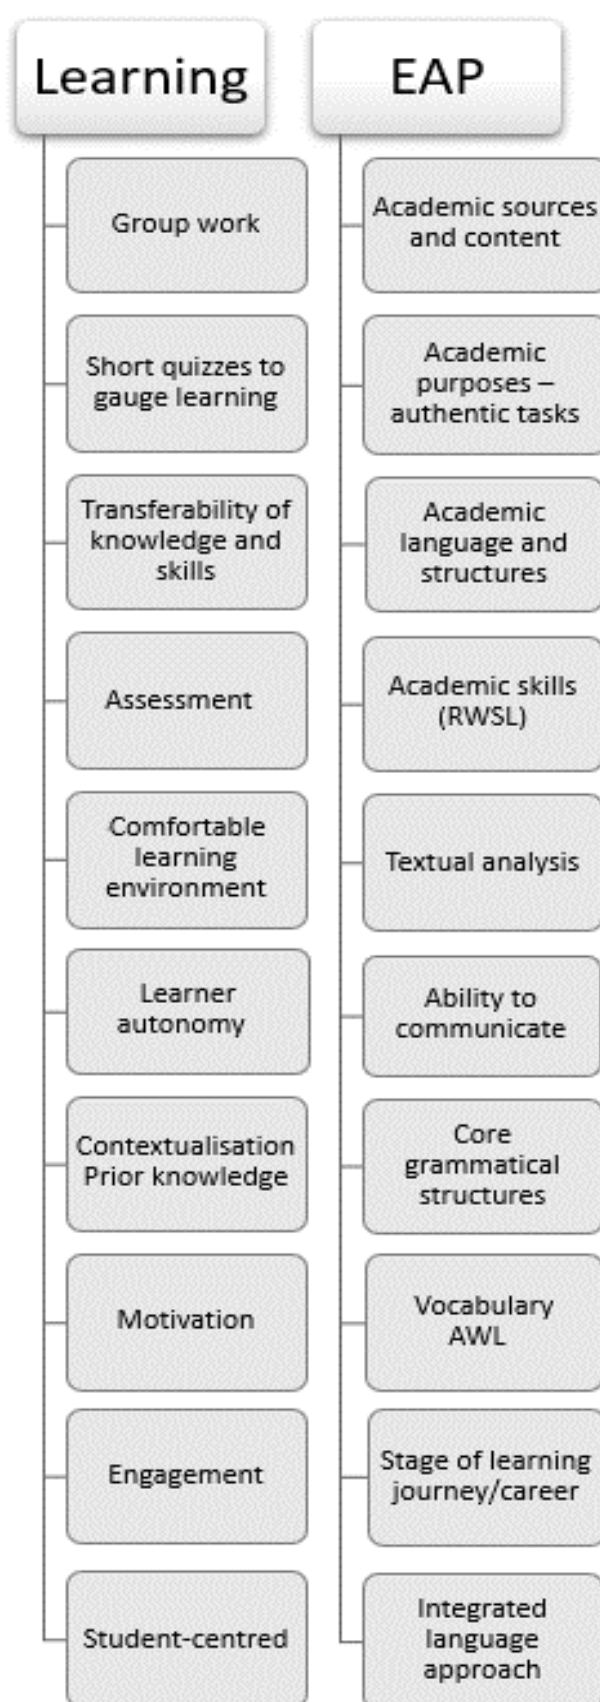 Learning
Group work
Short quizzes to
gauge learning
Transferability of
knowledge and
skills
Assessment
Comfortable
learning
environment
Learner
autonomy
Contextualisation
Prior knowledge
Motivation
Engagement
Student-centred
EAP
Academic sources
and content
Academic
purposes –
authentic tasks
Academic
language and
structures
Academic skills
(RWSL)
Textual analysis
Ability to
communicate
Core
grammatical
structures
Vocabulary
AWL
Stage of learning
journey/career
Integrated
language
approach